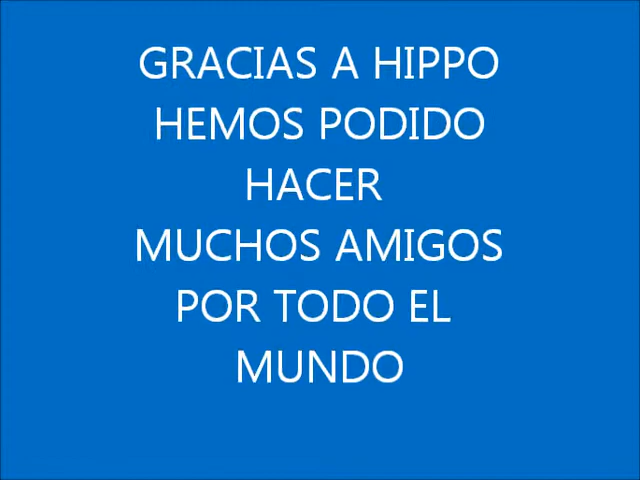 GRACIAS A HIPPO
HEMOS PODIDO
HACER
MUCHOS AMIGOS
POR TODO EL
MUNDO